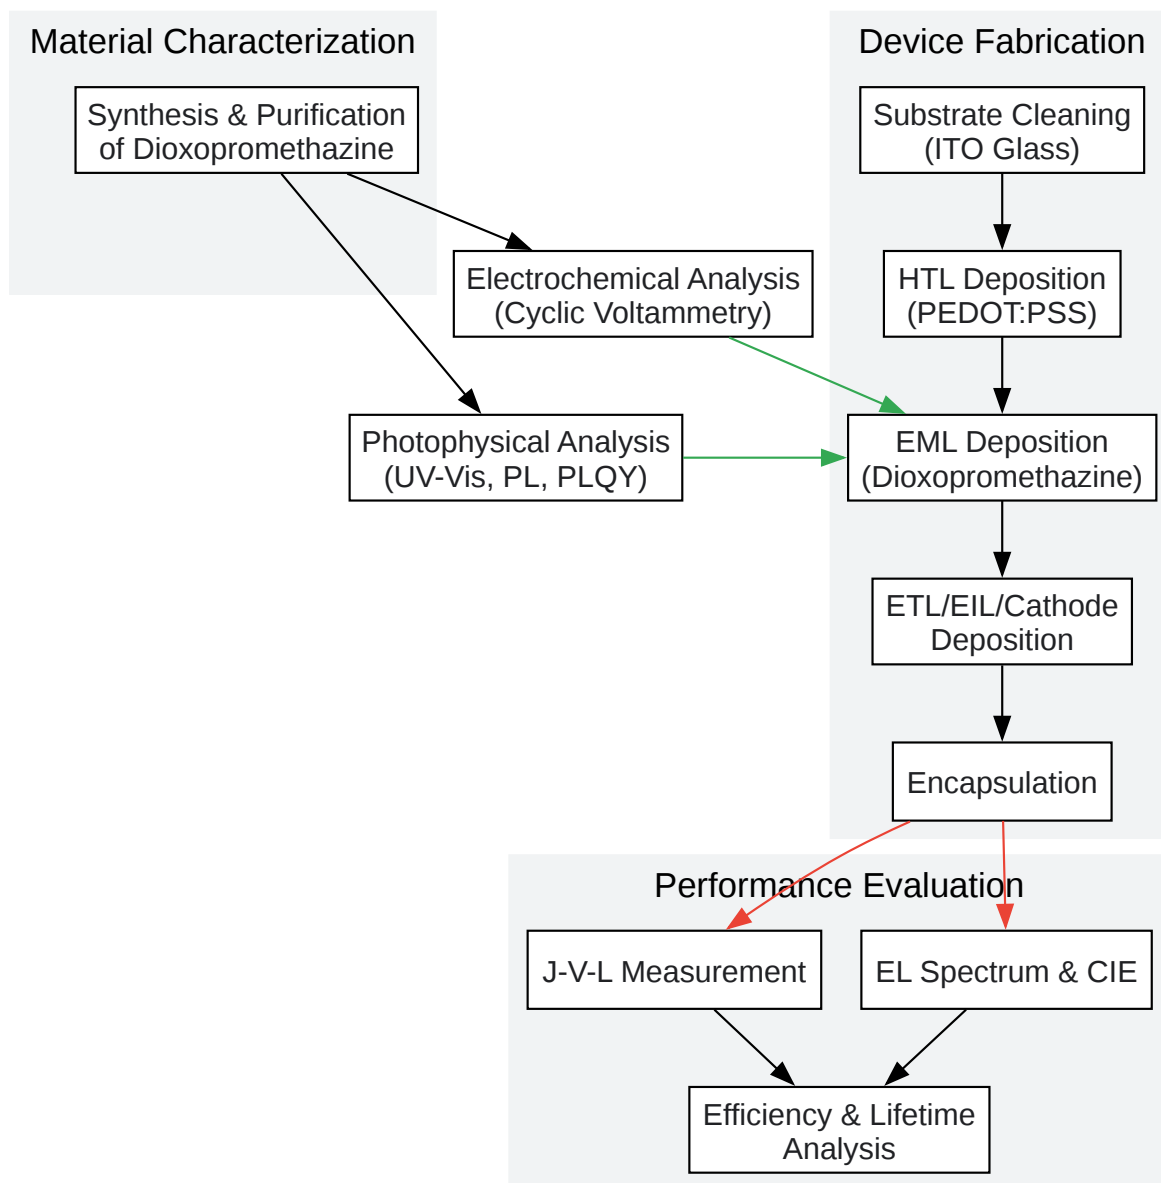 Material Characterization
Synthesis & Purification
of Dioxopromethazine
Electrochemical Analysis
(Cyclic Voltammetry)
Photophysical Analysis
(UV-Vis, PL, PLQY)
Device Fabrication
Substrate Cleaning
(ITO Glass)
HTL Deposition
(PEDOT:PSS)
EML Deposition
(Dioxopromethazine)
ETL/EIL/Cathode
Deposition
Encapsulation
Performance Evaluation
J-V-L Measurement
EL Spectrum & CIE
Efficiency & Lifetime
Analysis